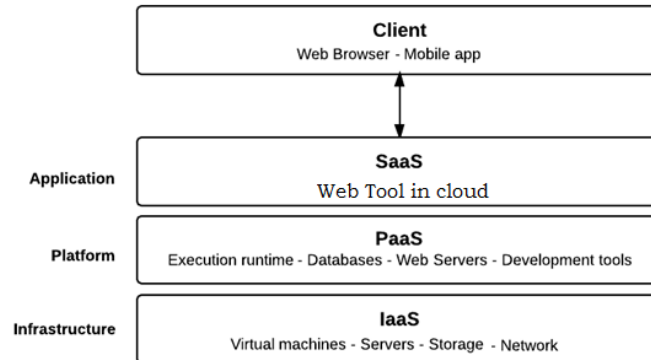 Client
Web Browser - Mobile app
SaaS
Application
Web Tool in cloud
PaaS
Platform
Execution runtime - Databases - Web Servers - Development tools
IaaS
Infrastructure
Virtual machines - Servers - Storage - Network